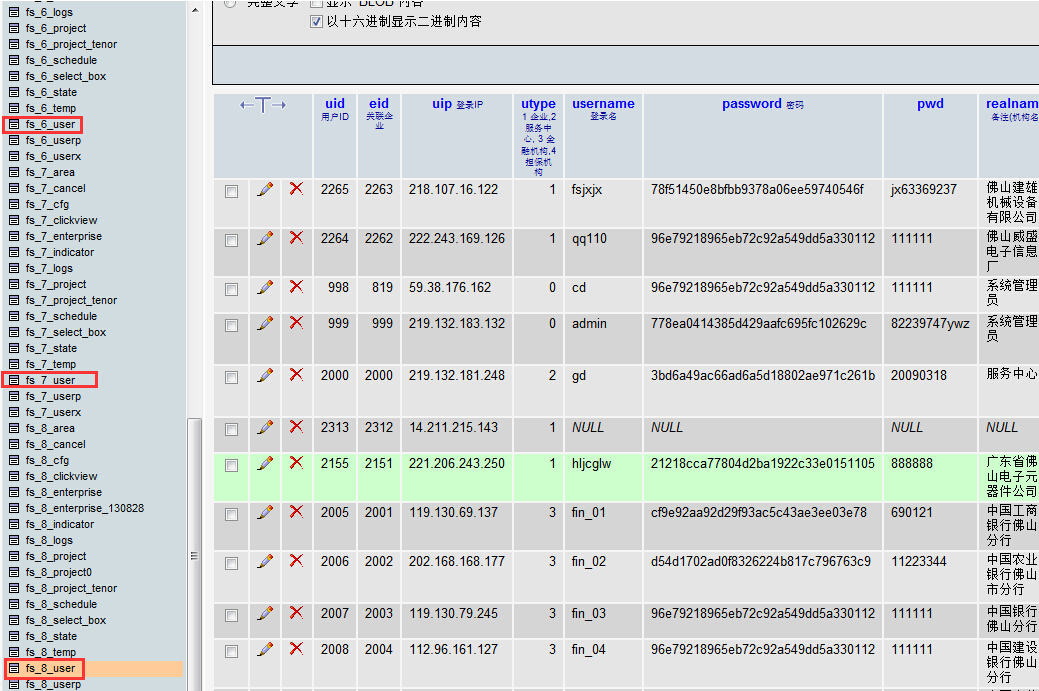 fs_6_logs
fs_6_project
fs_6_project_tenor
fs_6_schedule
fs_6_select_box
fs_6_state
fs_6_temp
fs_6_user
fs_6_userp
fs_6_userx
fs_7_area
fs_7_cancel
fs_7_cfg
fs_7_clickview
fs_7_enterprise
fs_7_indicator
fs_7_logs
fs_7_project
fs_7_project_tenor
fs_7_schedule
fs_7_select_box
fs_7_state
fs_7_temp
fs_7_user
fs_7_userp
fs_7_userx
fs_8_area
fs_8_cancel
fs_8_cfg
fs_8_clickview
fs_8_enterprise
fs_8_enterprise_130828
fs_8_indicator
fs_8_logs
fs_8_project
fs_8_project0
fs_8_project_tenor
fs_8_schedule
fs_8_select_box
fs_8_state
fs_8_temp
fs_8_user
fs_8_userp
完整文字 显示 BLOB 内容
以十六进制显示二进制内容
←T→ uid eid uip 登录IP utype username password 密码 pwd realnam
用户ID 关联企 1 企业,2 登录名 备注(机构名
业 服务中
心, 3 金
融机构,4
担保机
构
2265 2263 218.107.16.122 1 fsjxjx 78f51450e8bfbb9378a06ee59740546f jx63369237 佛山建雄
机械设备
有限公司
2264 2262 222.243.169.126 1 qq110 96e79218965eb72c92a549dd5a330112 111111 佛山威盛
电子信息
厂
998 819 59.38.176.162 0 cd 96e79218965eb72c92a549dd5a330112 111111 系统管理
员
999 999 219.132.183.132 0 admin 778ea0414385d429aafc695fc102629c 82239747ywz 系统管理
员
2000 2000 219.132.181.248 2 gd 3bd6a49ac66ad6a5d18802ae971c261b 20090318 服务中心
2313 2312 14.211.215.143 1 NULL NULL NULL NULL
2155 2151 221.206.243.250 1 hljcglw 21218cca77804d2ba1922c33e0151105 888888 广东省佛
山电子元
器件公司
2005 2001 119.130.69.137 3 fin_01 cf9e92aa92d29f93ac5c43ae3ee03e78 690121 中国工商
银行佛山
分行
2006 2002 202.168.168.177 3 fin_02 d54d1702ad0f8326224b817c796763c9 11223344 中国农业
银行佛山
市分行
2007 2003 119.130.79.245 3 fin_03 96e79218965eb72c92a549dd5a330112 111111 中国银行
佛山分行
2008 2004 112.96.161.127 3 fin_04 96e79218965eb72c92a549dd5a330112 111111 中国建设
银行佛山
分行